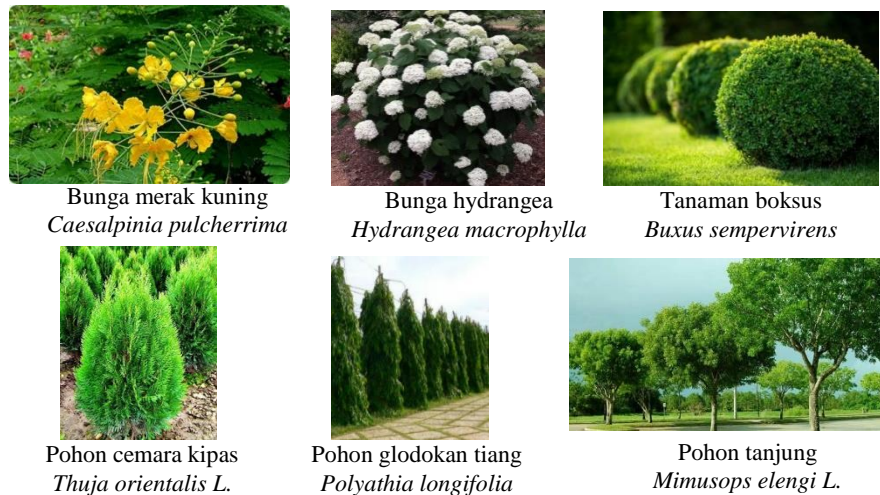 Bunga merak kuning
Caesalpinia pulcherrima
Bunga hydrangea
Hydrangea macrophylla
Tanaman boksus
Buxus sempervirens
Pohon cemara kipas
Thuja orientalis L.
Pohon glodokan tiang
Polyathia longifolia
Pohon tanjung
Mimusops elengi L.